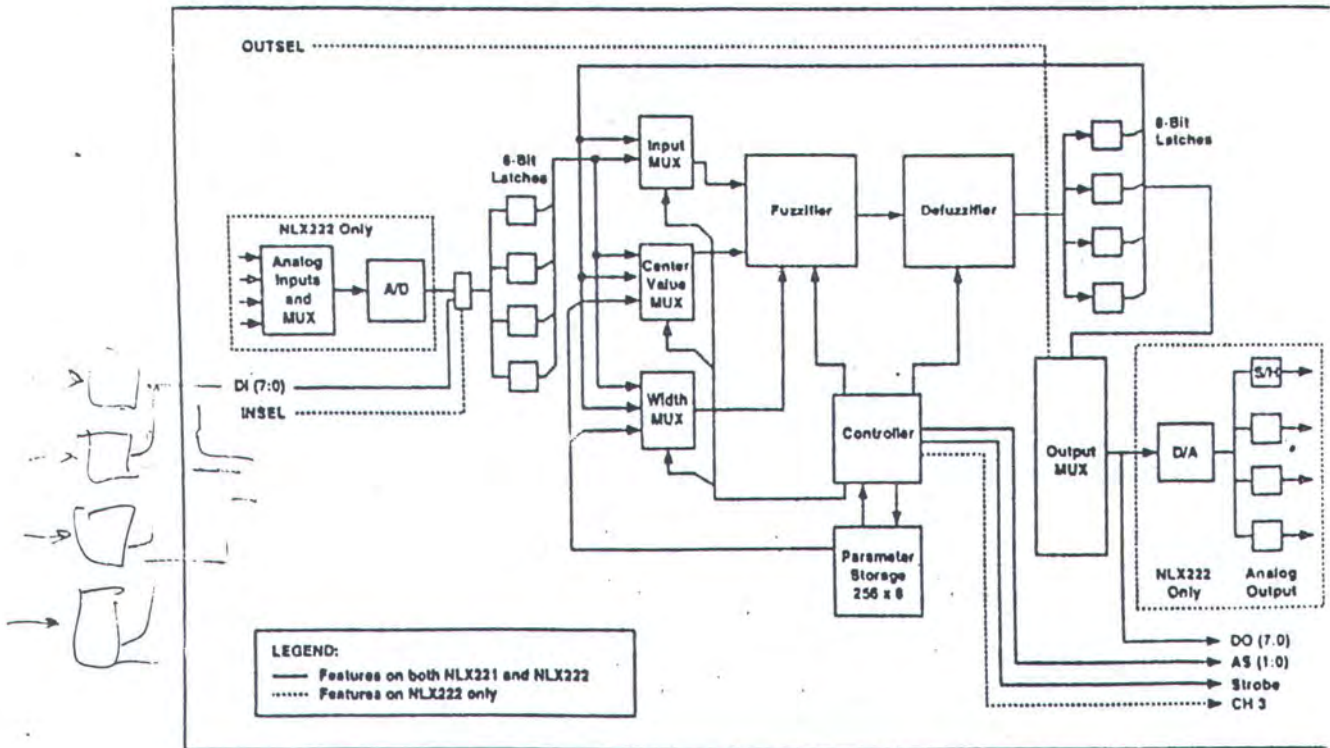 OUTSEL
8-Bit
Latches
Input
MUX
8-Bit
Latches
Fuzzifier
Defuzzifier
NLX222 Only
Analog
Inputs
and
MUX
A/D
Center
Value
MUX
DI (7:0)
INSEL
Width
MUX
Controller
Output
MUX
D/A
S/H
Parameter
Storage
256 x 8
NLX222
Only
Analog
Output
LEGEND:
Features on both NLX221 and NLX222
Features on NLX222 only
DO (7:0)
AS (1:0)
Strobe
CH 3